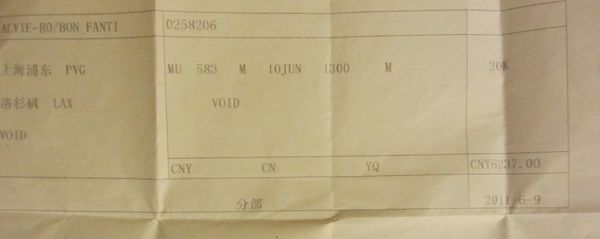 ALVIE-RO/BON FANTI 0258206
上海浦东 PVG MU 583 M 10JUN 1300 M 20K
洛杉矶 LAX VOID
VOID
CNY CN YQ CNY6237.00
分部 2011-6-9